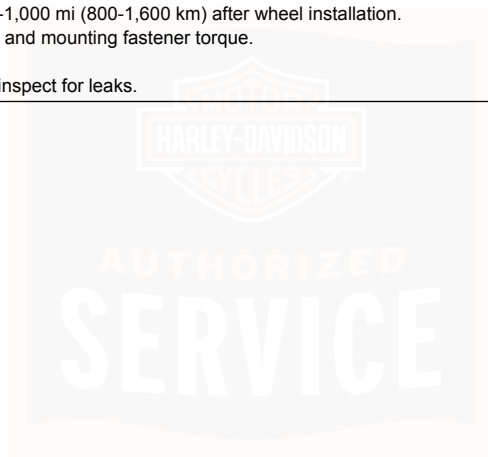 -1,000 mi (800-1,600 km) after wheel installation.
and mounting fastener torque.
inspect for leaks.
MOTOR
HARLEY-DAVIDSON
CYCLES
AUTHORIZED
SERVICE